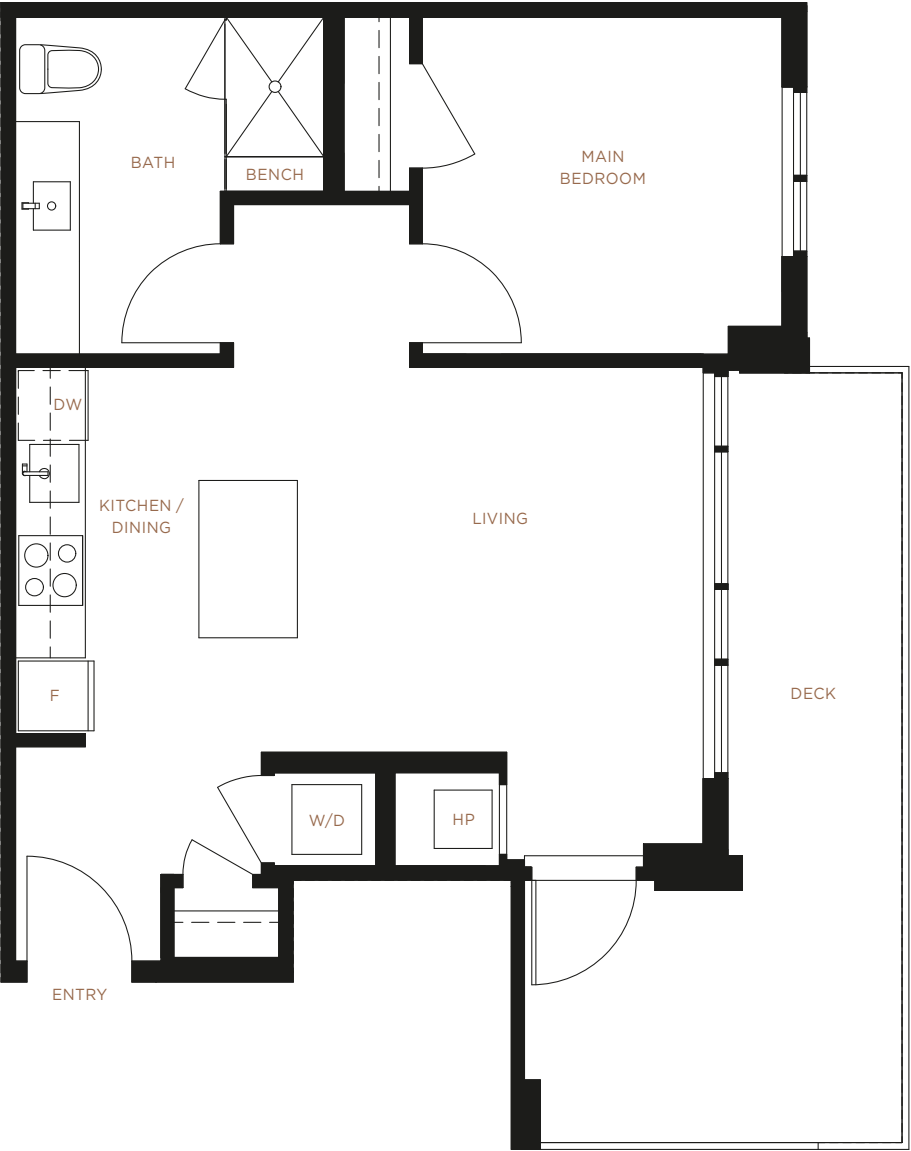 BATH
BENCH
MAIN
BEDROOM
DW
KITCHEN /
DINING
LIVING
F
DECK
W/D
HP
ENTRY